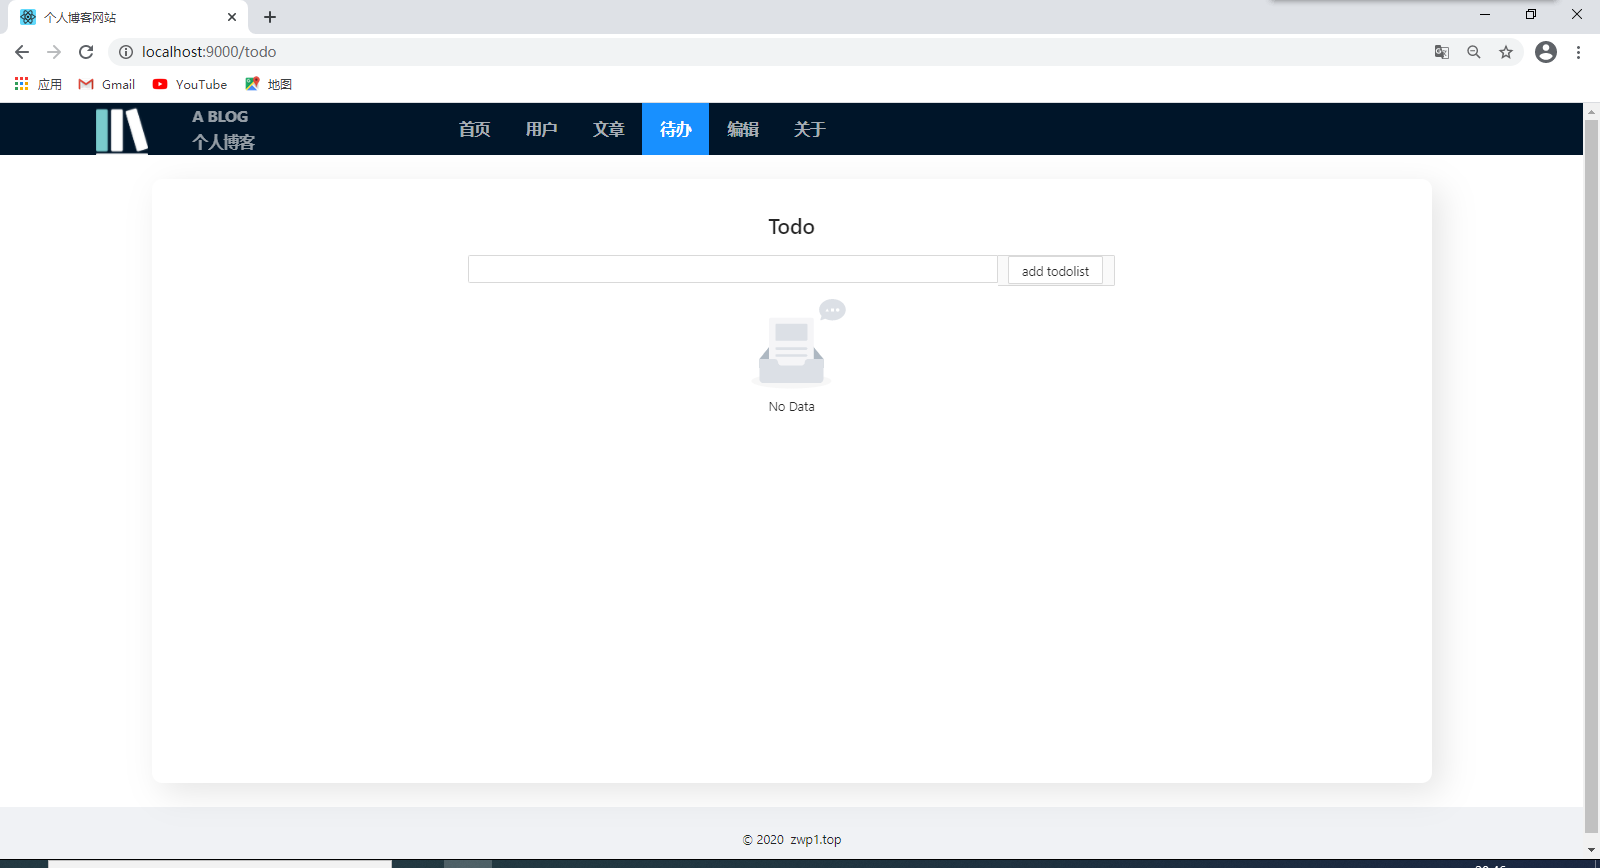 个人博客网站
localhost:9000/todo
应用 Gmail YouTube 地图
A BLOG
个人博客
首页 用户 文章 待办 编辑 关于
Todo
add todolist
No Data
© 2020 zwp1.top